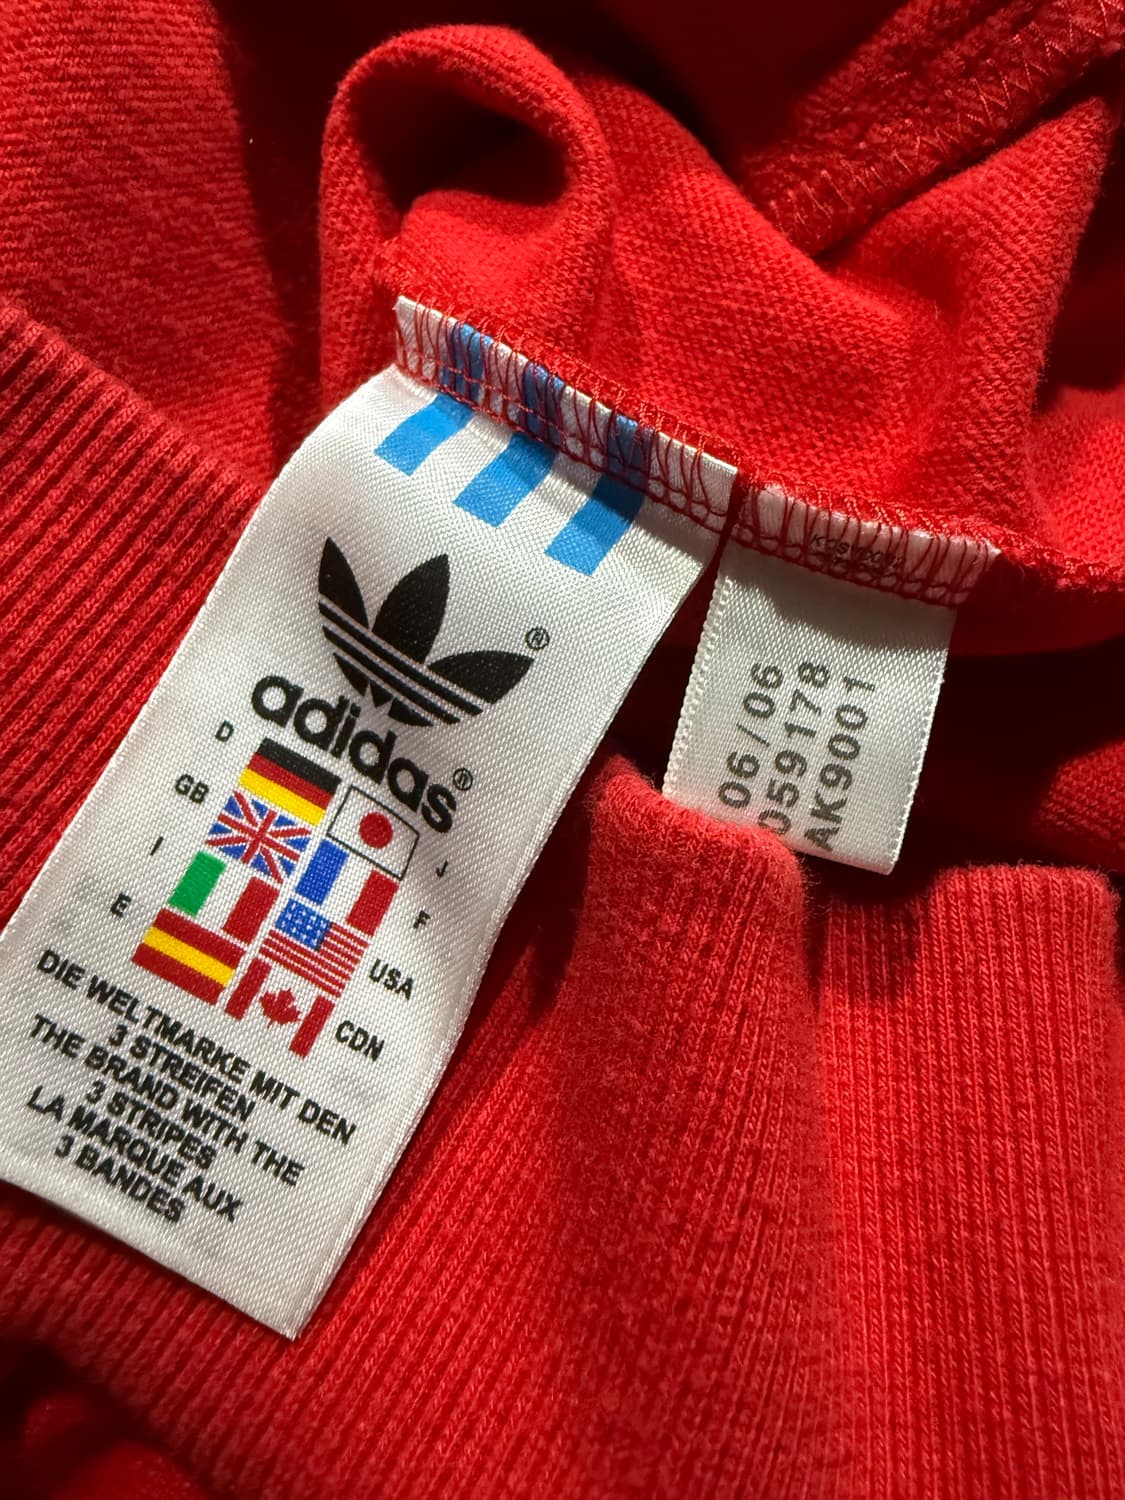 ®
adidas®
D
GB
I
E
J
F
USA
CDN
DIE WELTMARKE MIT DEN
3 STREIFEN
THE BRAND WITH THE
3 STRIPES
LA MARQUE AUX
3 BANDES
06/06
059178
AK9001